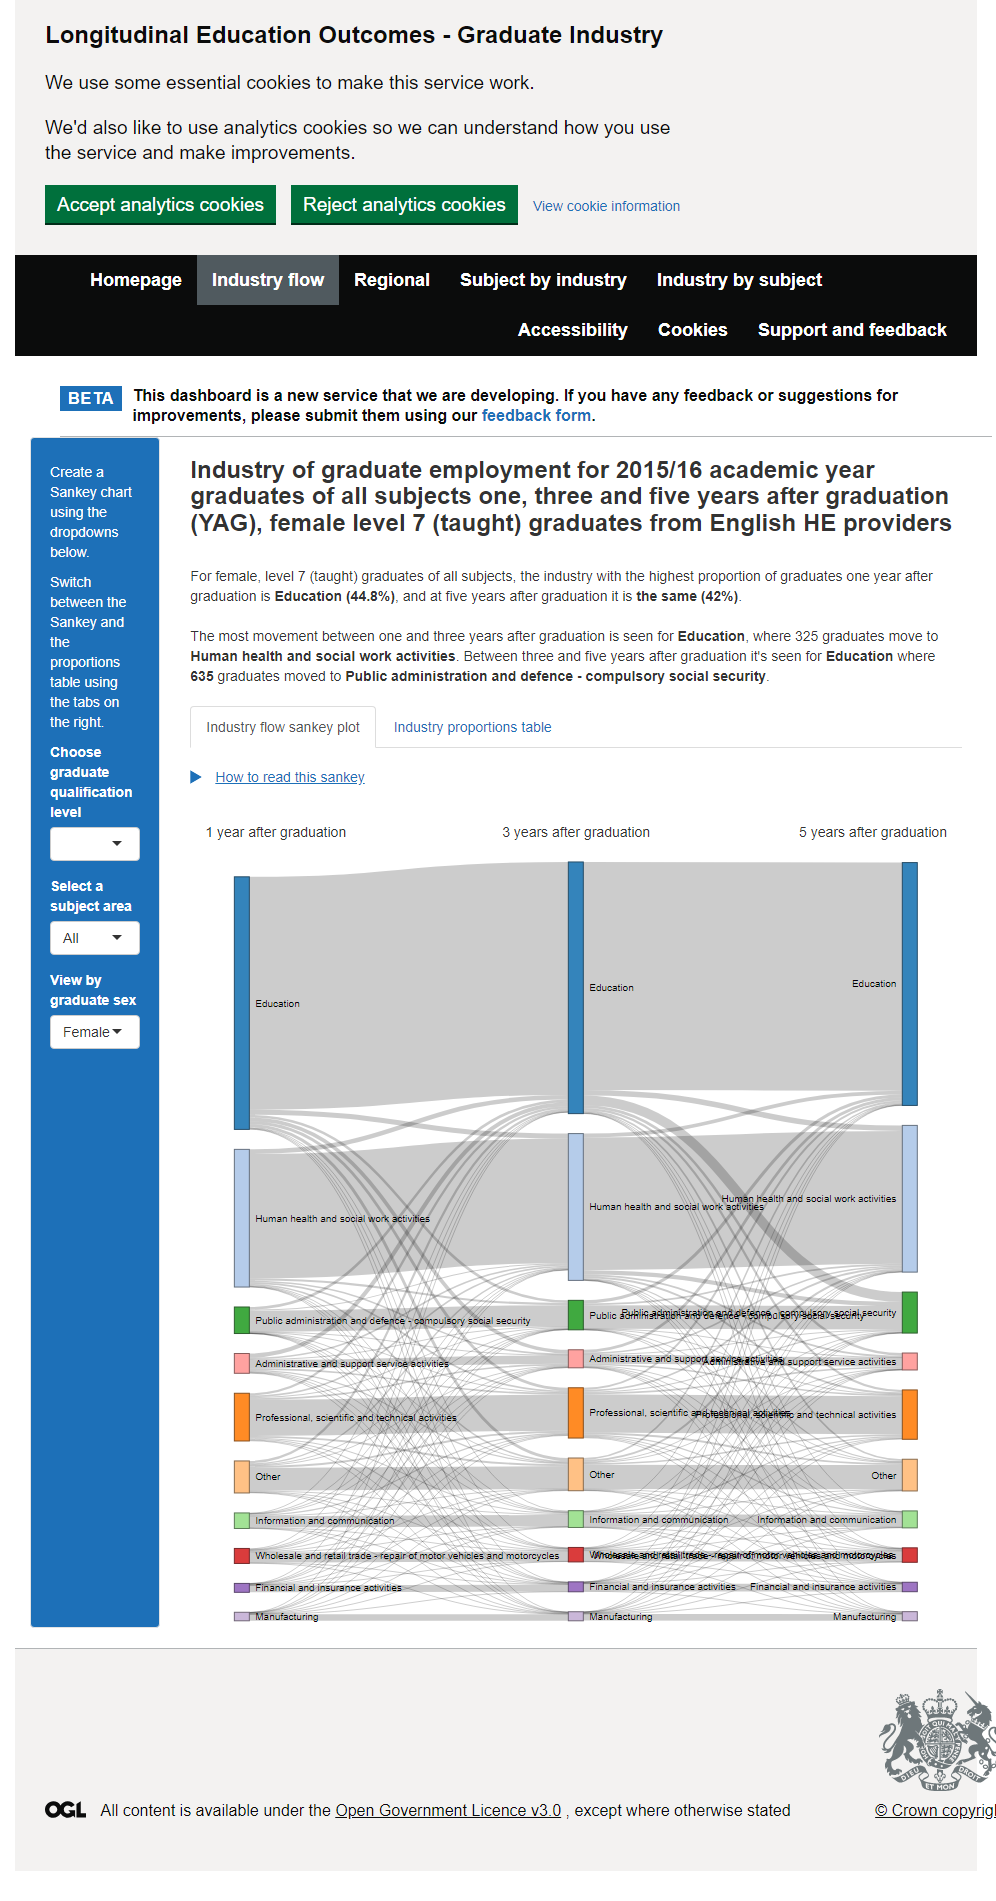 Longitudinal Education Outcomes - Graduate Industry
We use some essential cookies to make this service work.
We'd also like to use analytics cookies so we can understand how you use
the service and make improvements.
Accept analytics cookies
Reject analytics cookies
View cookie information
Homepage
Industry flow
Regional
Subject by industry
Industry by subject
Accessibility
Cookies
Support and feedback
BETA
This dashboard is a new service that we are developing. If you have any feedback or suggestions for
improvements, please submit them using our feedback form.
Create a
Sankey chart
using the
dropdowns
below.
Switch
between the
Sankey and
the
proportions
table using
the tabs on
the right.
Choose
graduate
qualification
level
Select a
subject area
All
View by
graduate sex
Female
Industry of graduate employment for 2015/16 academic year
graduates of all subjects one, three and five years after graduation
(YAG), female level 7 (taught) graduates from English HE providers
For female, level 7 (taught) graduates of all subjects, the industry with the highest proportion of graduates one year after
graduation is Education (44.8%), and at five years after graduation it is the same (42%).
The most movement between one and three years after graduation is seen for Education, where 325 graduates move to
Human health and social work activities. Between three and five years after graduation it's seen for Education where
635 graduates moved to Public administration and defence - compulsory social security.
Industry flow sankey plot
Industry proportions table
How to read this sankey
1 year after graduation
3 years after graduation
5 years after graduation
Education
Education
Education
Human health and social work activities
Human health and social work activities
Human health and social work activities
Public administration and defence - compulsory social security
Public administration and defence - compulsory social security
Public administration and defence - compulsory social security
Administrative and support service activities
Administrative and support service activities
Administrative and support service activities
Professional, scientific and technical activities
Professional, scientific and technical activities
Professional, scientific and technical activities
Other
Other
Other
Information and communication
Information and communication
Information and communication
Wholesale and retail trade - repair of motor vehicles and motorcycles
Wholesale and retail trade - repair of motor vehicles and motorcycles
Wholesale and retail trade - repair of motor vehicles and motorcycles
Financial and insurance activities
Financial and insurance activities
Financial and insurance activities
Manufacturing
Manufacturing
Manufacturing
DIEU ET MON DROIT
OGL
All content is available under the Open Government Licence v3.0 , except where otherwise stated
© Crown copyrig